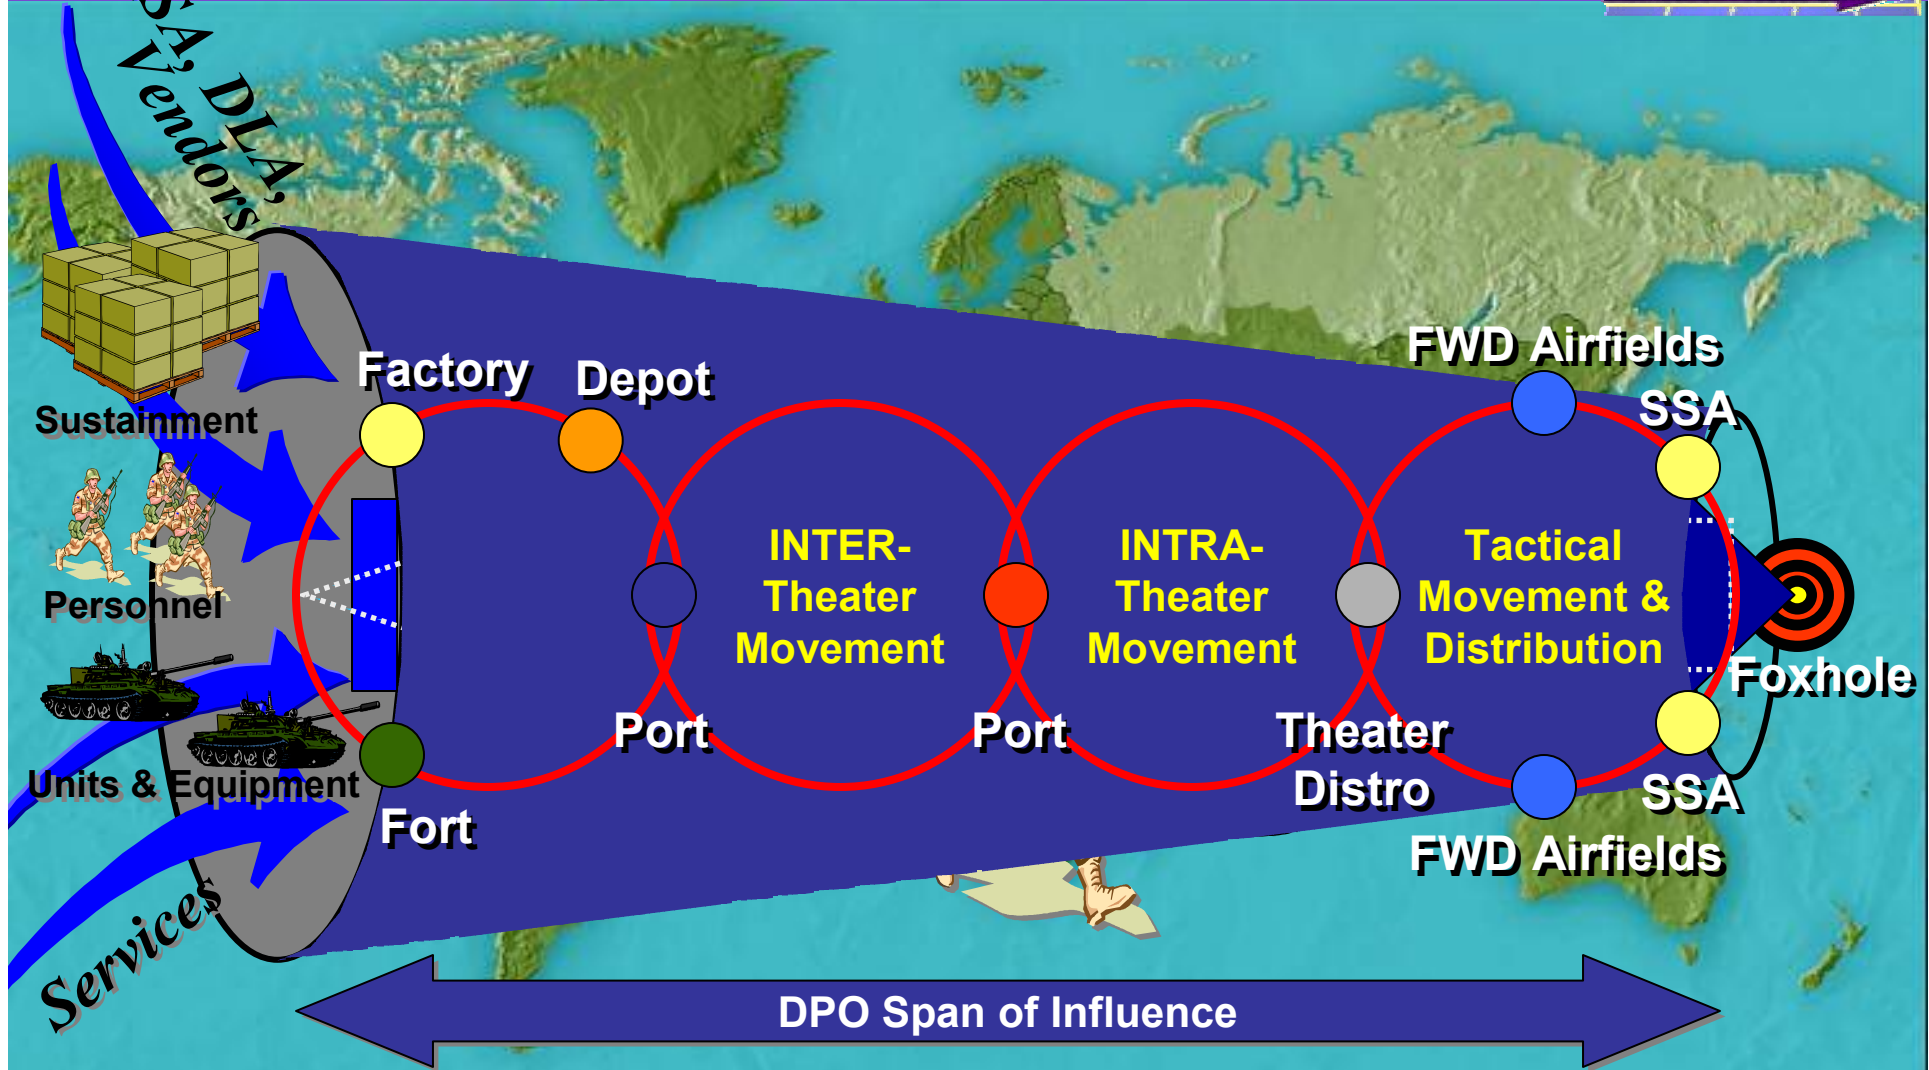 DLA,
Vendors
Factory
Depot
FWD Airfields
SSA
Sustainment
Personnel
Units & Equipment
INTER-
Theater
Movement
INTRA-
Theater
Movement
Tactical
Movement &
Distribution
Foxhole
Port
Port
Theater
Distro
Fort
SSA
FWD Airfields
Services
DPO Span of Influence